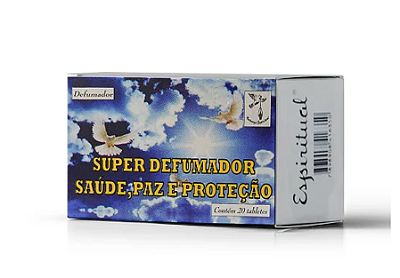 Defumador
SUPER DEFUMADOR
SAÚDE, PAZ E PROTEÇÃO
Contém 20 tabletes
Espiritual